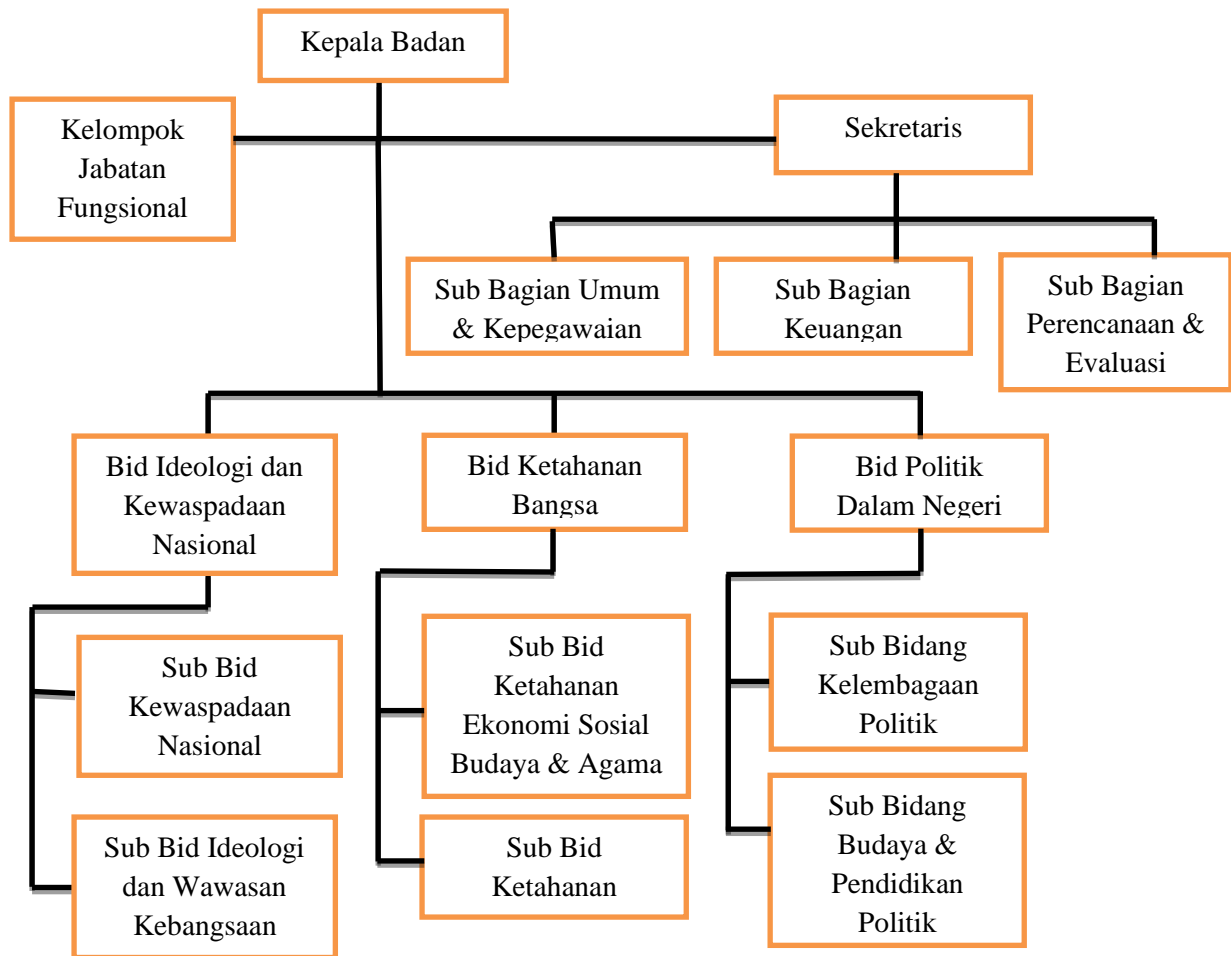 Kepala Badan
Kelompok
Jabatan
Fungsional
Sekretaris
Sub Bagian Umum
& Kepegawaian
Sub Bagian
Keuangan
Sub Bagian
Perencanaan &
Evaluasi
Bid Ideologi dan
Kewaspadaan
Nasional
Bid Ketahanan
Bangsa
Bid Politik
Dalam Negeri
Sub Bid
Kewaspadaan
Nasional
Sub Bid Ideologi
dan Wawasan
Kebangsaan
Sub Bid
Ketahanan
Ekonomi Sosial
Budaya & Agama
Sub Bid
Ketahanan
Sub Bidang
Kelembagaan
Politik
Sub Bidang
Budaya &
Pendidikan
Politik